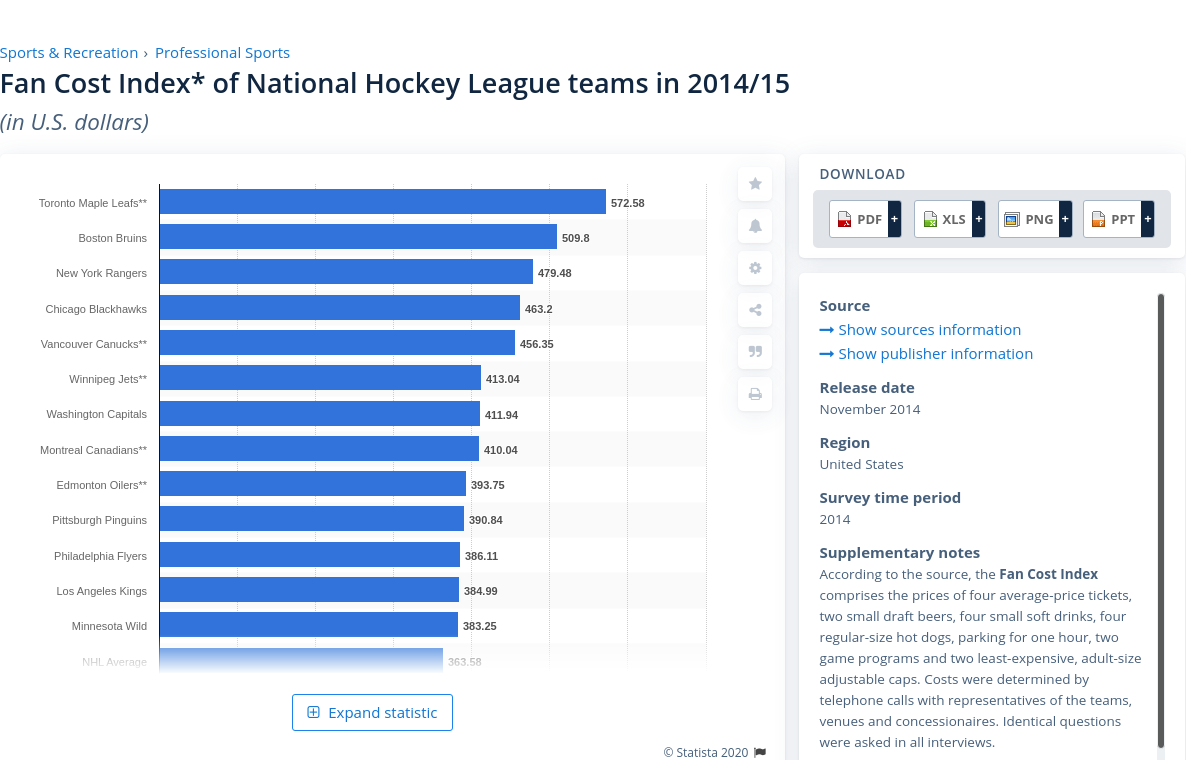 Sports & Recreation › Professional Sports
Fan Cost Index* of National Hockey League teams in 2014/15
(in U.S. dollars)
Toronto Maple Leafs** 572.58
Boston Bruins 509.8
New York Rangers 479.48
Chicago Blackhawks 463.2
Vancouver Canucks** 456.35
Winnipeg Jets** 413.04
Washington Capitals 411.94
Montreal Canadians** 410.04
Edmonton Oilers** 393.75
Pittsburgh Pinguins 390.84
Philadelphia Flyers 386.11
Los Angeles Kings 384.99
Minnesota Wild 383.25
NHL Average 363.58
Expand statistic
© Statista 2020
DOWNLOAD
PDF + XLS + PNG + PPT +
Source
Show sources information
Show publisher information
Release date
November 2014
Region
United States
Survey time period
2014
Supplementary notes
According to the source, the Fan Cost Index
comprises the prices of four average-price tickets,
two small draft beers, four small soft drinks, four
regular-size hot dogs, parking for one hour, two
game programs and two least-expensive, adult-size
adjustable caps. Costs were determined by
telephone calls with representatives of the teams,
venues and concessionaires. Identical questions
were asked in all interviews.